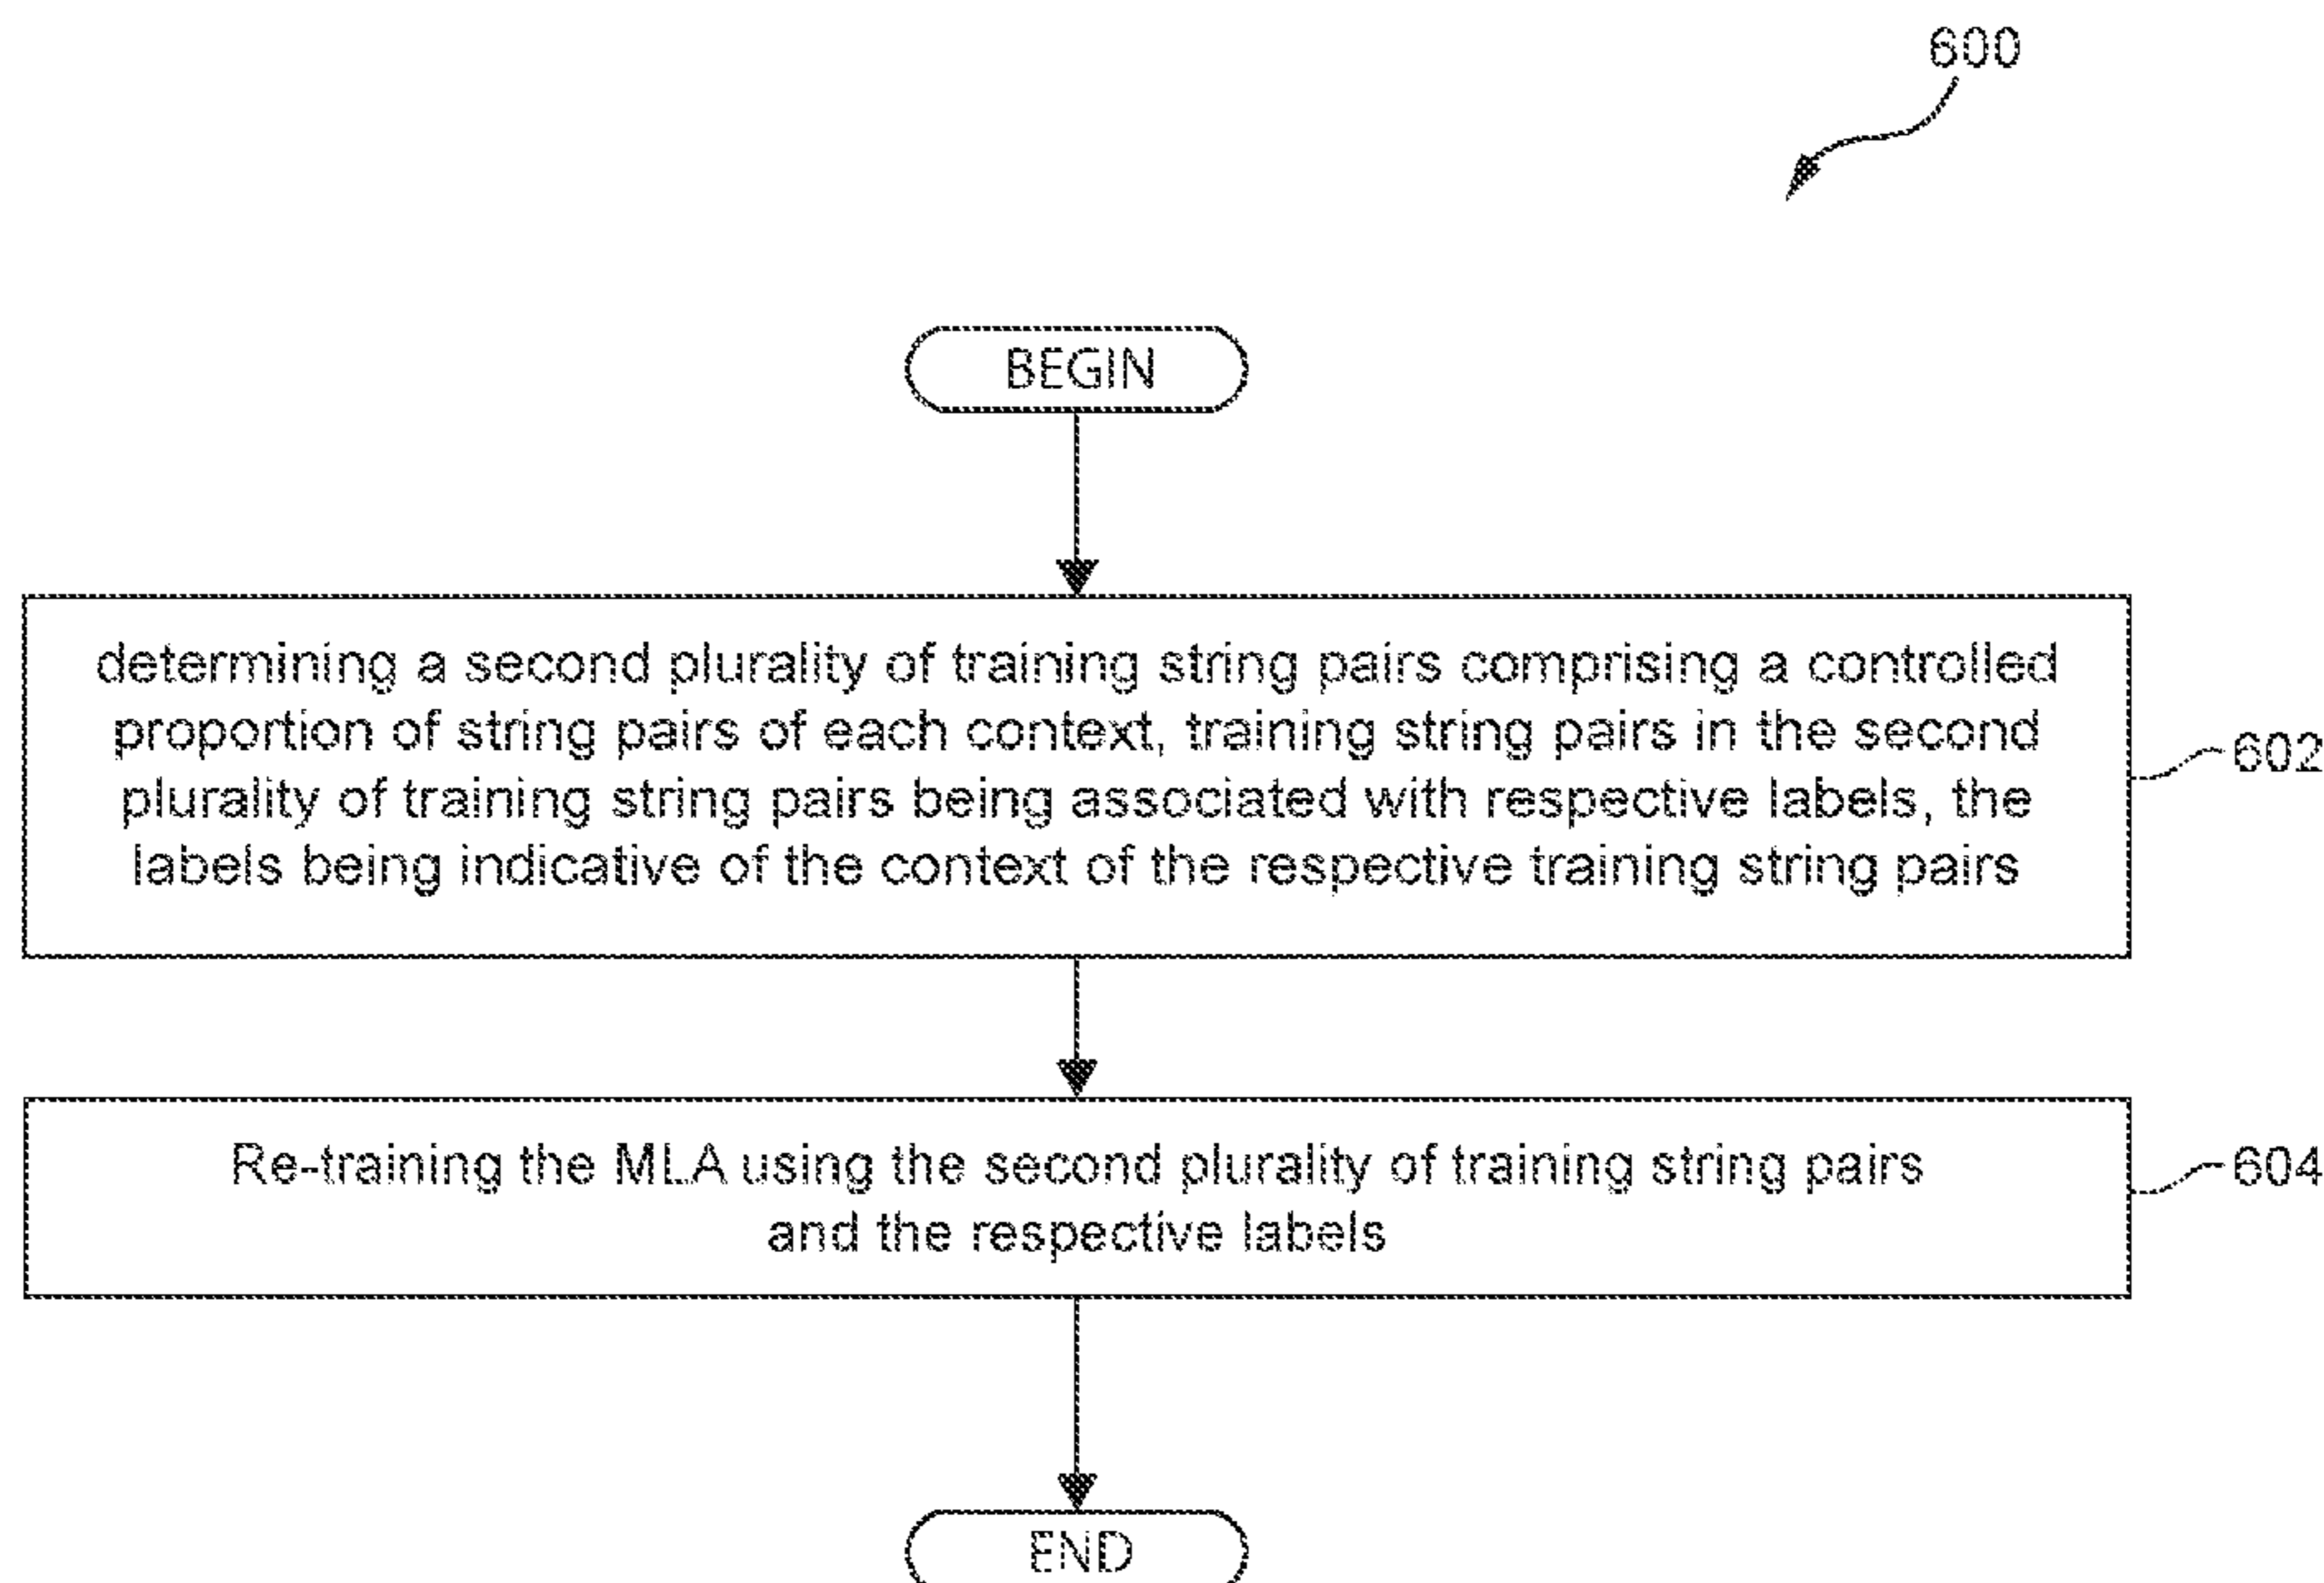 600
BEGIN
determining a second plurality of training string pairs comprising a controlled
proportion of string pairs of each context, training string pairs in the second
plurality of training string pairs being associated with respective labels, the
labels being indicative of the context of the respective training string pairs
602
Re-training the MLA using the second plurality of training string pairs
and the respective labels
604
END